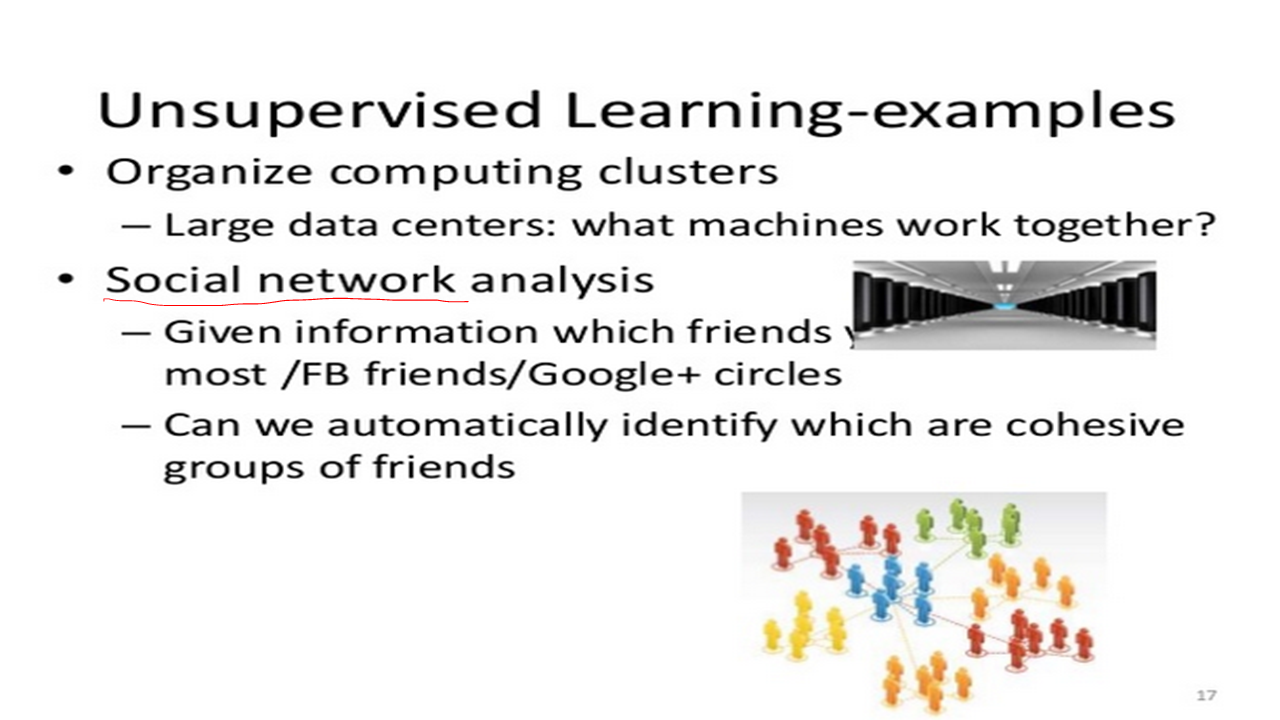 Unsupervised Learning-examples
• Organize computing clusters
– Large data centers: what machines work together?
• Social network analysis
– Given information which friends
most /FB friends/Google+ circles
– Can we automatically identify which are cohesive
groups of friends
17